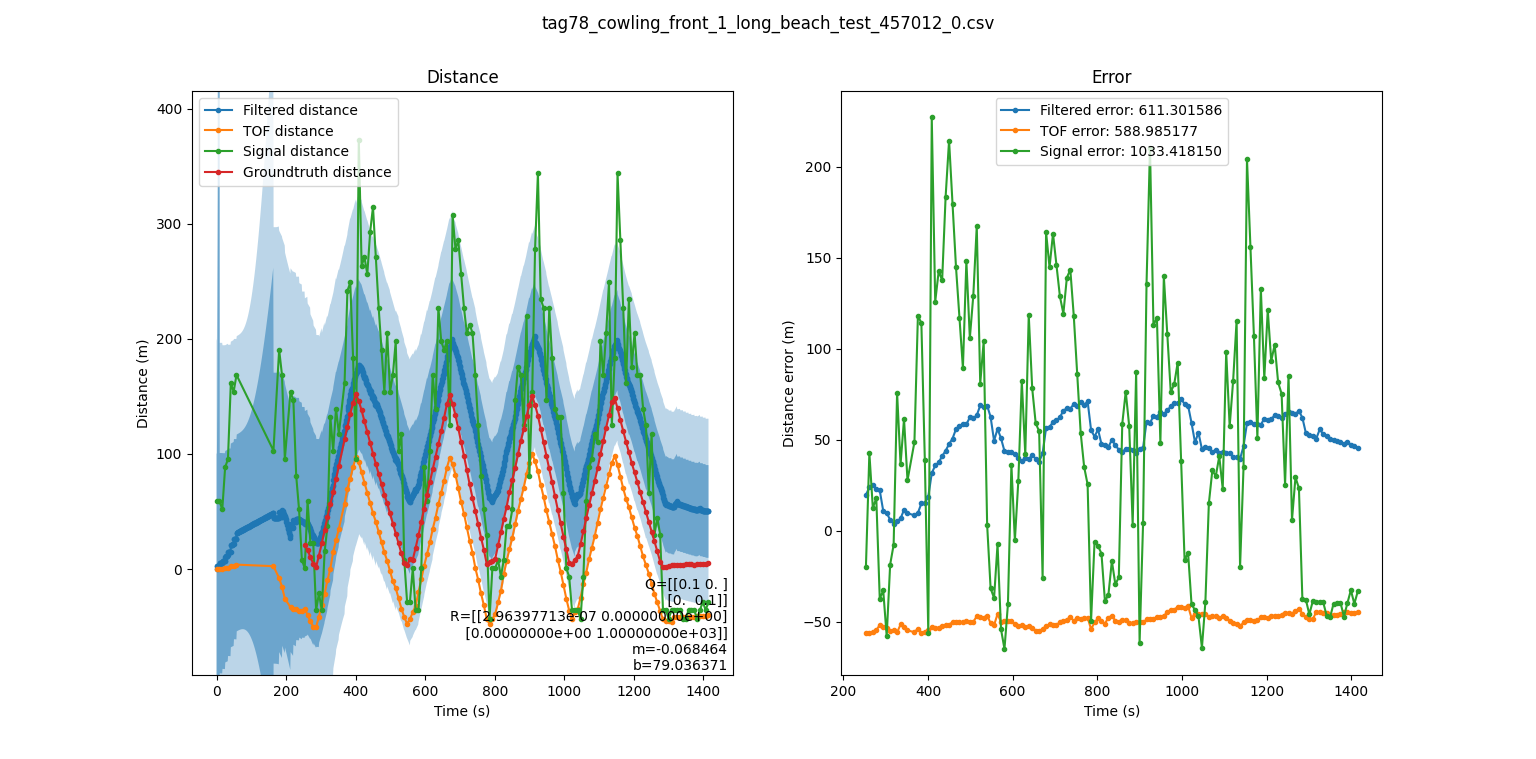 tag78_cowling_front_1_long_beach_test_457012_0.csv
Distance
Filtered distance
TOF distance
Signal distance
Groundtruth distance
Distance (m)
400
300
200
100
0
0
200
400
600
800
1000
1200
1400
Time (s)
Q=[[0.1 0. ]
[0. 0.1]]
0.00000000e+00]
[0.00000000e+00 1.00000000e+03]]
m=-0.068464
b=79.036371
Error
Filtered error: 611.301586
TOF error: 588.985177
Signal error: 1033.418150
Distance error (m)
200
150
100
50
0
−50
200
400
600
800
1000
1200
1400
Time (s)